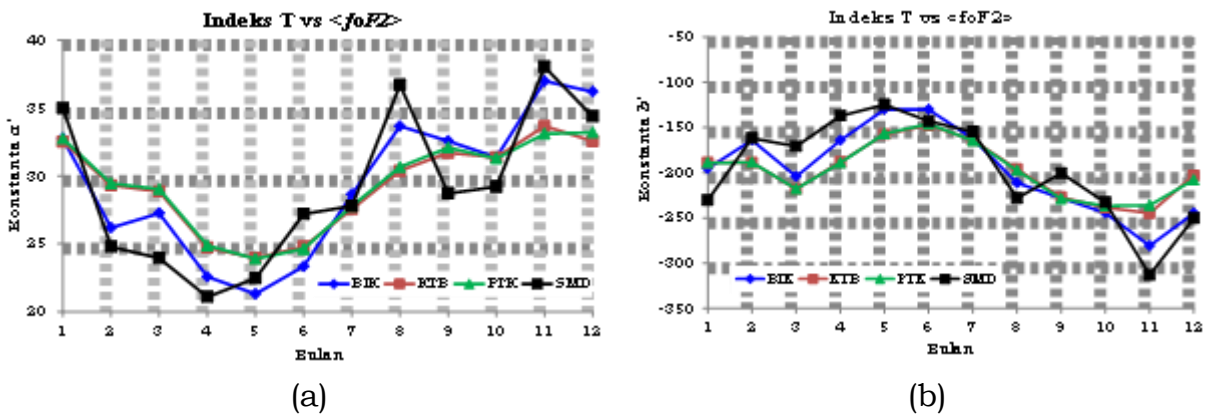 Indeks T vs <foF2>
40
35
30
25
20
Konstanta a'
BIK KTB PTK SMD
1 2 3 4 5 6 7 8 9 10 11 12
Bulan
(a)
Indeks T vs <foF2>
-50
-100
-150
-200
-250
-300
-350
Konstanta b'
BIK KTB PTK SMD
1 2 3 4 5 6 7 8 9 10 11 12
Bulan
(b)